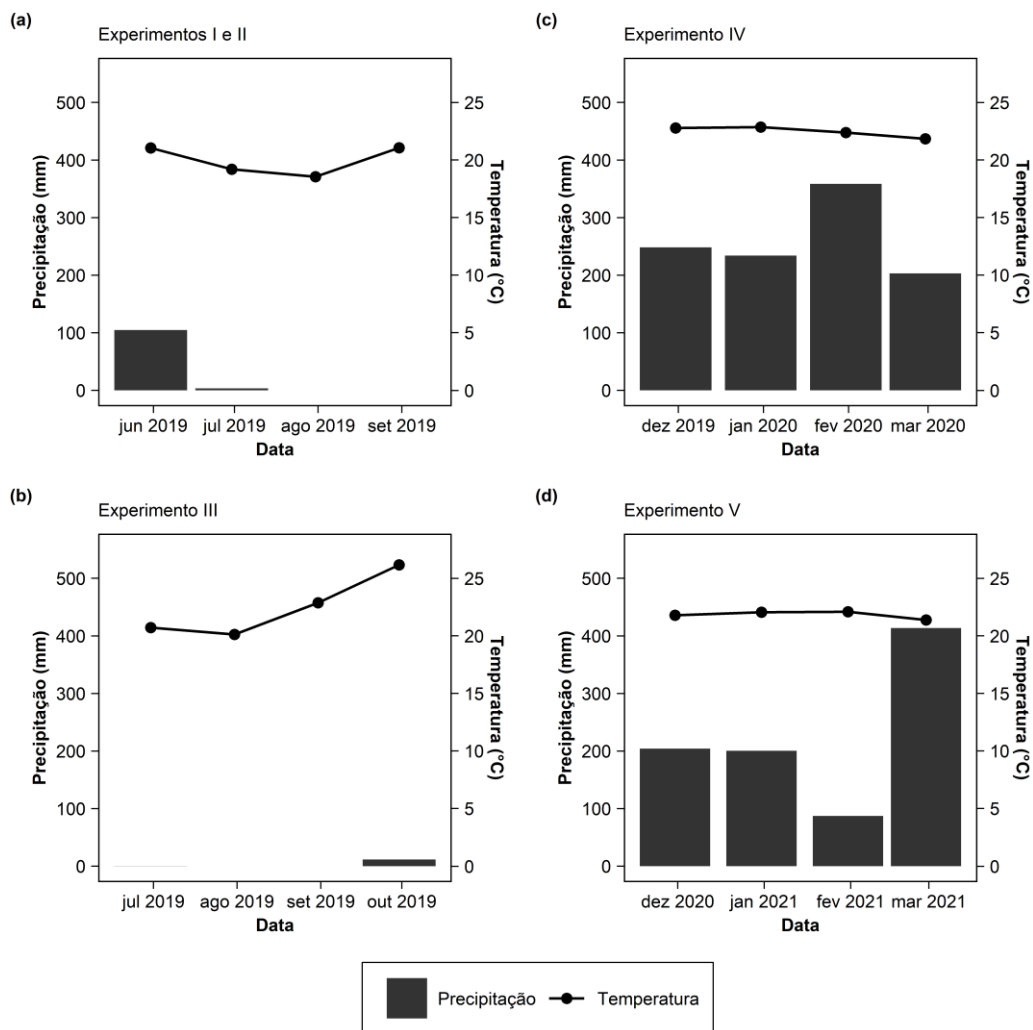 (a)
Experimentos I e II
500
400
300
200
100
0
Precipitação (mm)
25
20
15
10
5
0
Temperatura (°C)
jun 2019 jul 2019 ago 2019 set 2019
Data
(c)
Experimento IV
500
400
300
200
100
0
Precipitação (mm)
25
20
15
10
5
0
Temperatura (°C)
dez 2019 jan 2020 fev 2020 mar 2020
Data
(b)
Experimento III
500
400
300
200
100
0
Precipitação (mm)
25
20
15
10
5
0
Temperatura (°C)
jul 2019 ago 2019 set 2019 out 2019
Data
(d)
Experimento V
500
400
300
200
100
0
Precipitação (mm)
25
20
15
10
5
0
Temperatura (°C)
dez 2020 jan 2021 fev 2021 mar 2021
Data
Precipitação Temperatura